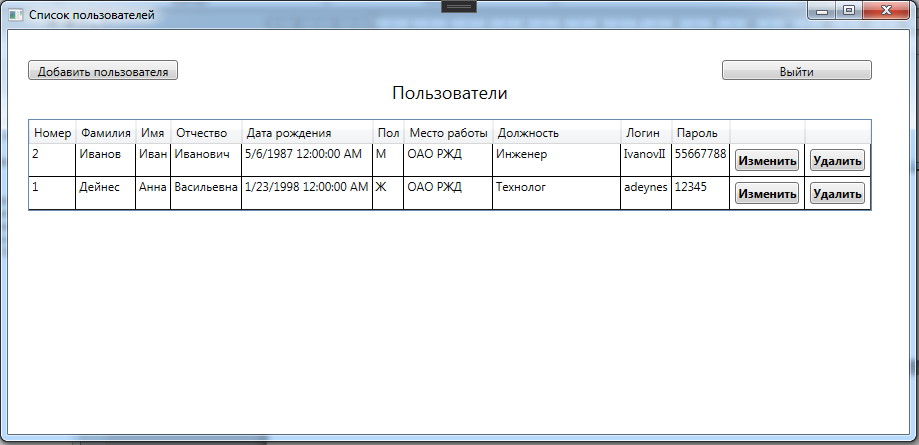 Список пользователей
Добавить пользователя Выйти
Пользователи
Номер Фамилия Имя Отчество Дата рождения Пол Место работы Должность Логин Пароль
2 Иванов Иван Иванович 5/6/1987 12:00:00 AM М ОАО РЖД Инженер IvanovII 55667788 Изменить Удалить
1 Дейнес Анна Васильевна 1/23/1998 12:00:00 AM Ж ОАО РЖД Технолог adeynes 12345 Изменить Удалить